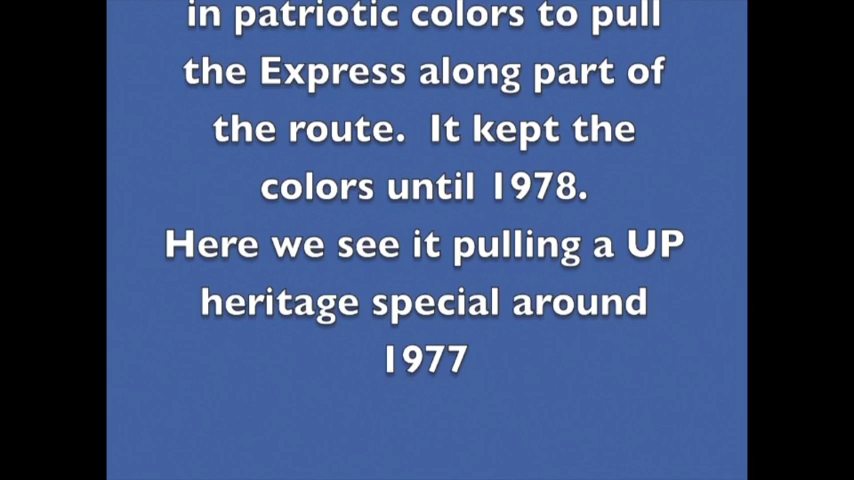 in patriotic colors to pull
the Express along part of
the route.  It kept the
colors until 1978.
Here we see it pulling a UP
heritage special around
1977